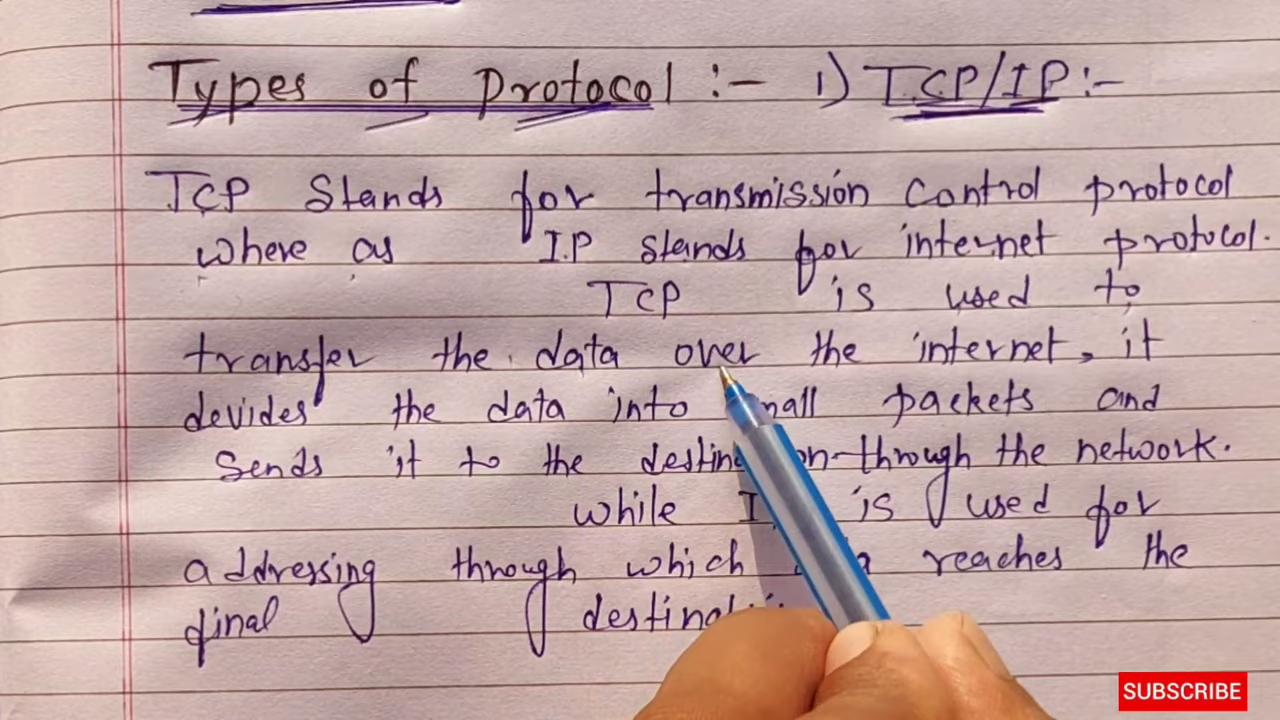 Types of Protocol :- 1) TCP/IP :-
TCP Stands for transmission Control protocol
where as I.P stands for internet protocol.
TCP is used to
transfer the data over the internet, it
devides the data into packets and
Sends it to the through the network.
while is used for
addressing through which reaches the
final
SUBSCRIBE